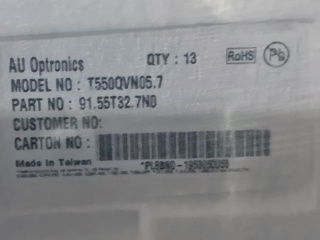 AU Optronics QTY : 13 RoHS Pb
MODEL NO : T550QVN05.7
PART NO : 91.55T32.7N0
CUSTOMER NO:
CARTON NO :
Made In Taiwan